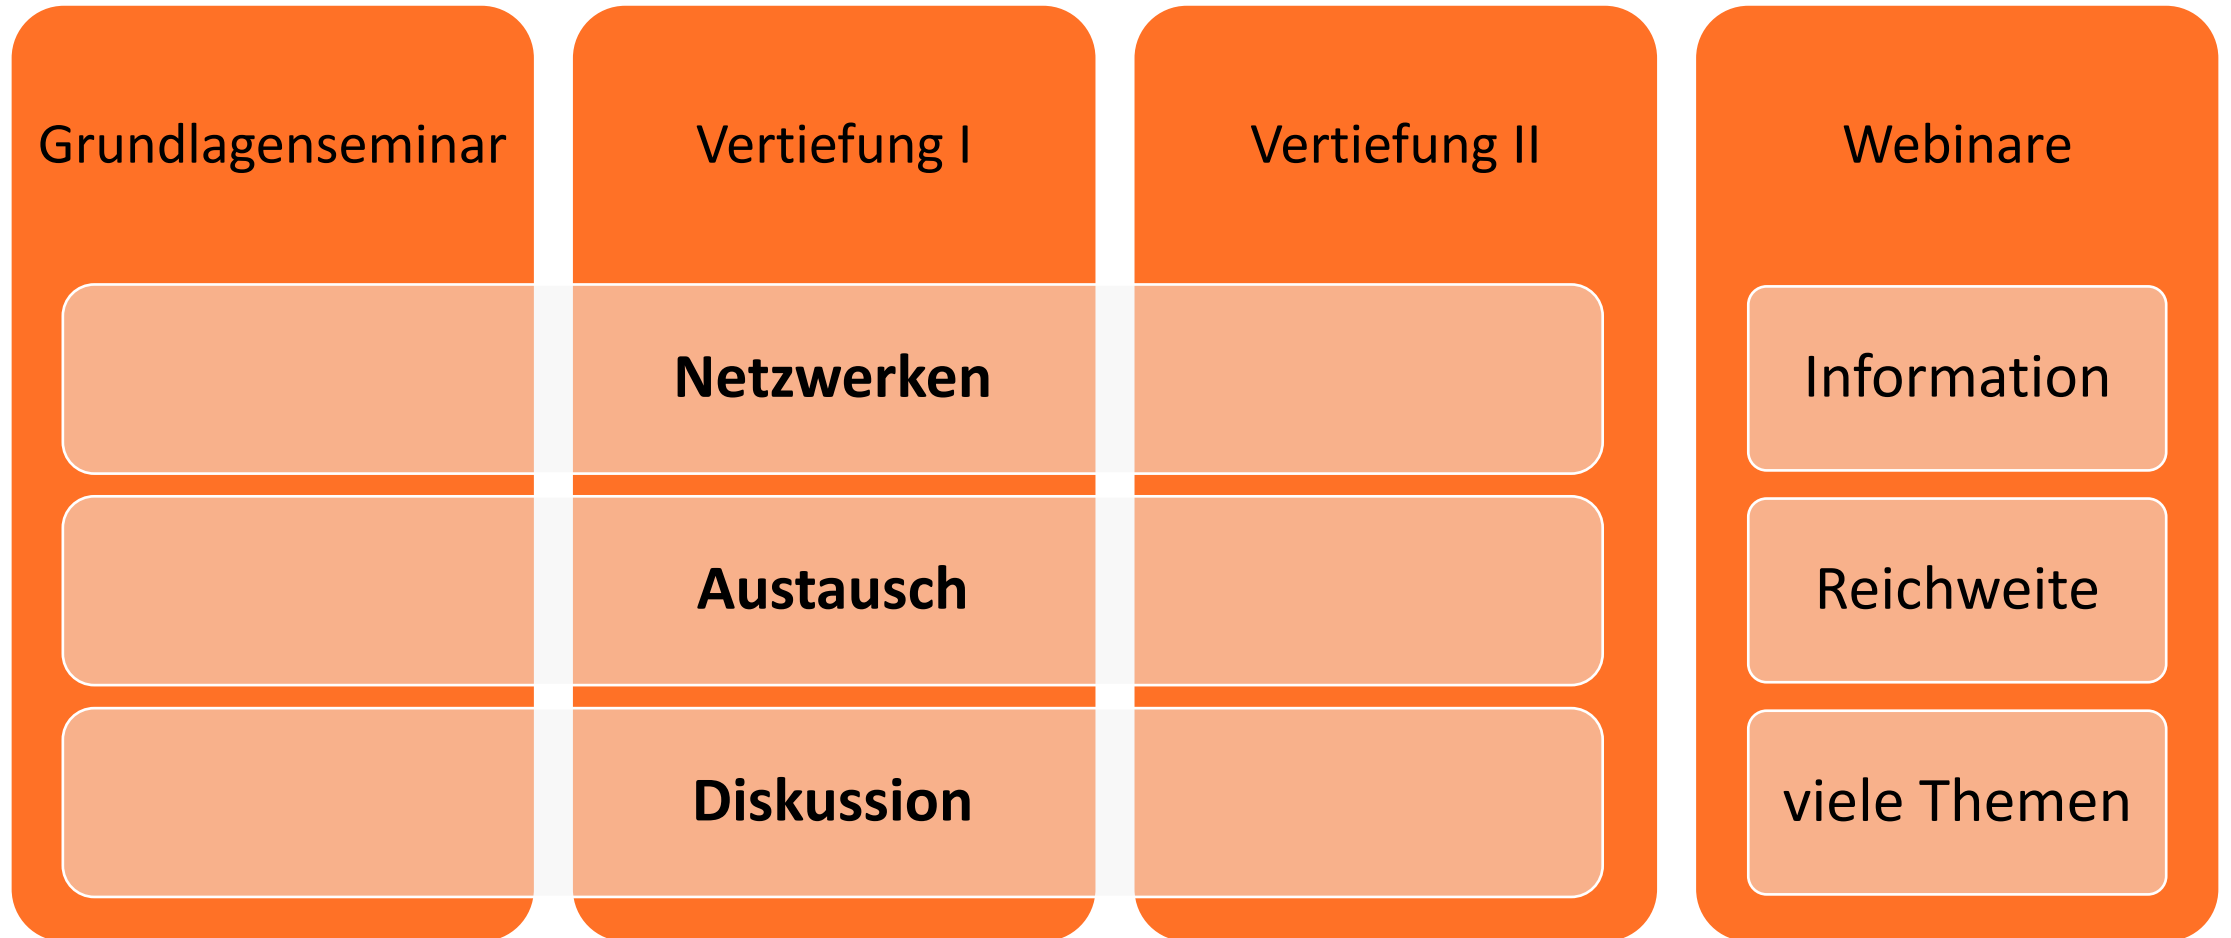 Grundlagenseminar
Vertiefung I
Vertiefung II
Webinare
Netzwerken
Information
Austausch
Reichweite
Diskussion
viele Themen